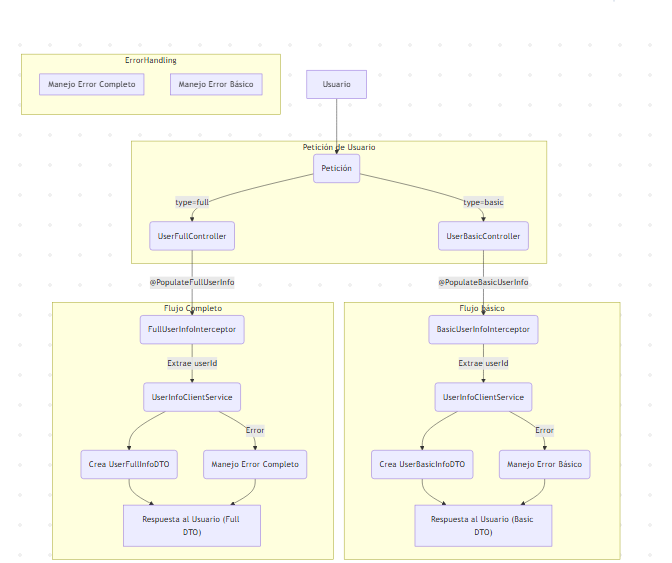 ErrorHandling
Manejo Error Completo
Manejo Error Básico
Usuario
Petición de Usuario
Petición
type=full
type=basic
UserFullController
UserBasicController
@PopulateFullUserInfo
@PopulateBasicUserInfo
Flujo Completo
Flujo Básico
FullUserInfoInterceptor
BasicUserInfoInterceptor
Extrae userId
Extrae userId
UserInfoClientService
UserInfoClientService
Error
Error
Crea UserFullInfoDTO
Manejo Error Completo
Crea UserBasicInfoDTO
Manejo Error Básico
Respuesta al Usuario (Full
DTO)
Respuesta al Usuario (Basic
DTO)